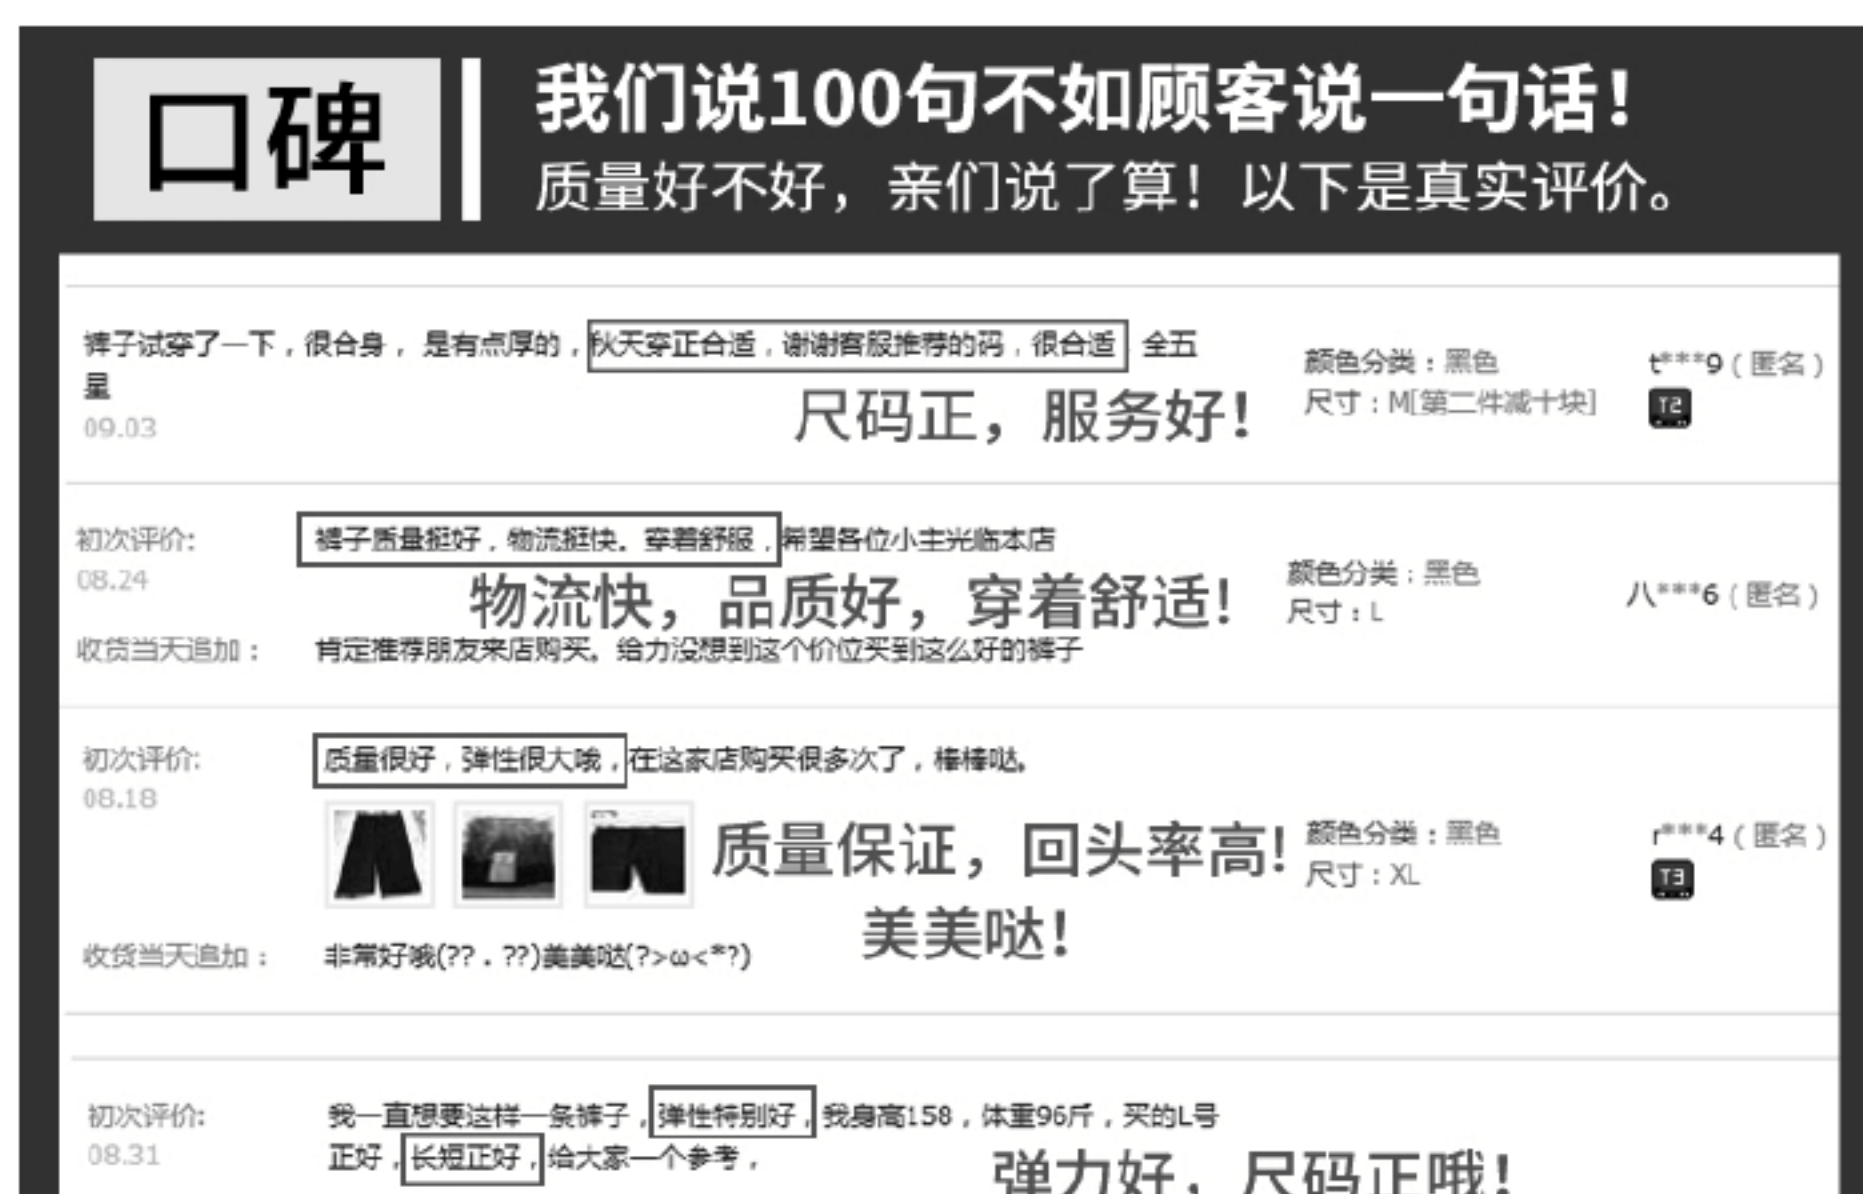 口碑
我们说100句不如顾客说一句话！
质量好不好，亲们说了算！以下是真实评价。
裤子试穿了一下，很合身， 是有点厚的，秋天穿正合适，谢谢客服推荐的码，很合适 全五
星
09.03
尺码正，服务好！
颜色分类：黑色
尺寸：M[第二件减十块]
t***9（匿名）
T2
初次评价:
08.24
裤子质量挺好，物流挺快。穿着舒服，希望各位小主光临本店
物流快，品质好，穿着舒适！
收货当天追加：
肯定推荐朋友来店购买。给力没想到这个价位买到这么好的裤子
颜色分类：黑色
尺寸：L
八***6（匿名）
初次评价:
08.18
质量很好，弹性很大哦，在这家店购买很多次了，棒棒哒。
质量保证，回头率高！
美美哒！
收货当天追加：
非常好哦(??．??)美美哒(?>ω<*?)
颜色分类：黑色
尺寸：XL
r***4（匿名）
T3
初次评价:
08.31
我一直想要这样一条裤子，弹性特别好，我身高158，体重96斤，买的L号
正好，长短正好，给大家一个参考，
弹力好，尺码正哦！